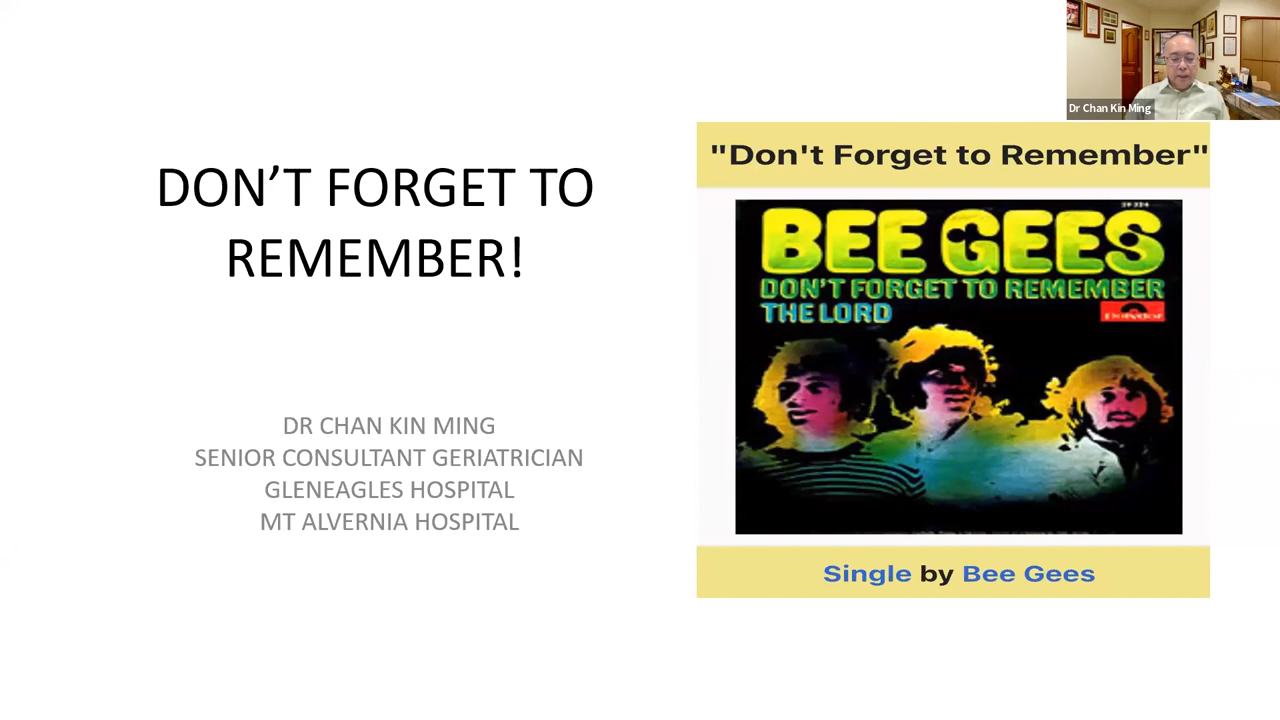 Dr Chan Kin Ming
DON'T FORGET TO
REMEMBER!
DR CHAN KIN MING
SENIOR CONSULTANT GERIATRICIAN
GLENEAGLES HOSPITAL
MT ALVERNIA HOSPITAL
"Don't Forget to Remember"
BEE GEES
DON'T FORGET TO REMEMBER
THE LORD
Polydor
Single by Bee Gees